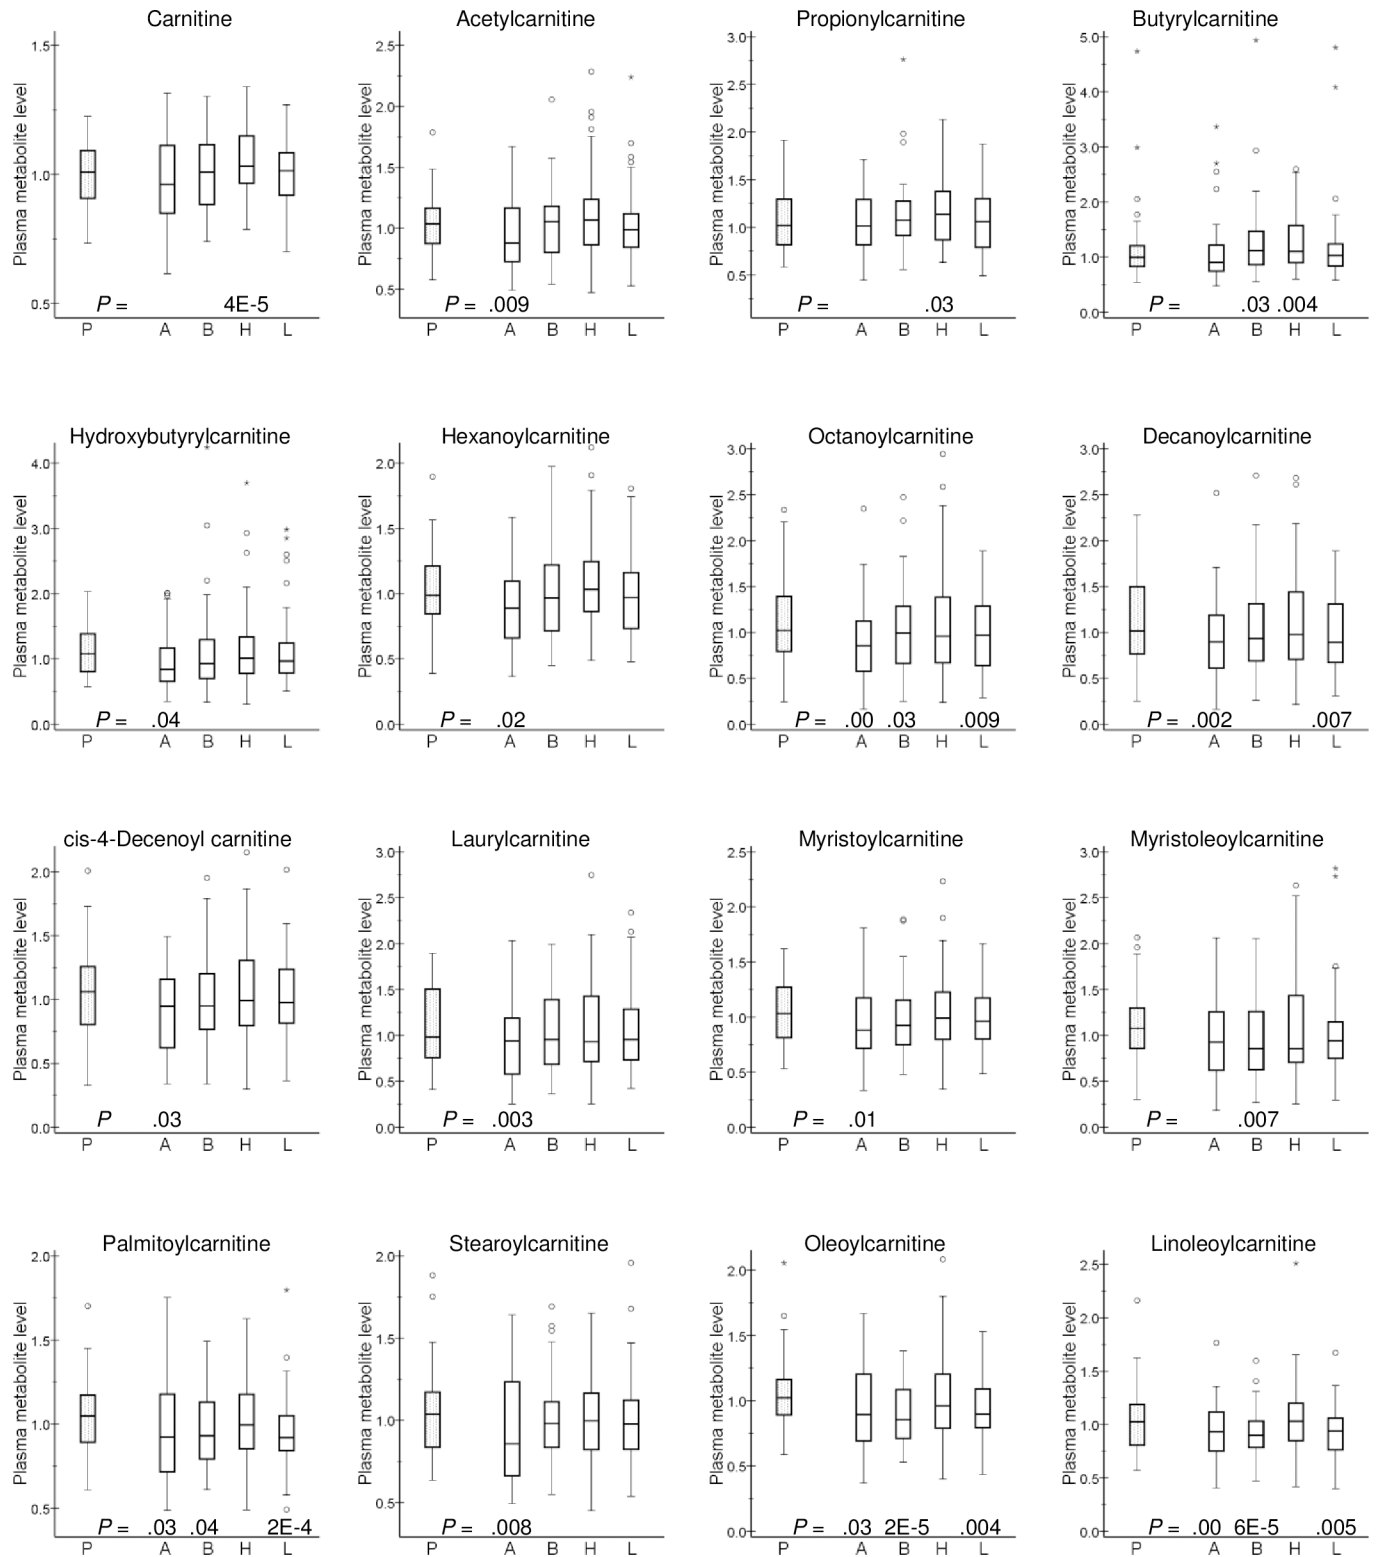 Carnitine
Plasma metabolite level
1.5
1.0
0.5
P = 4E-5
P A B H L
Acetylcarnitine
Plasma metabolite level
2.5
2.0
1.5
1.0
0.5
P = .009
P A B H L
Propionylcarnitine
Plasma metabolite level
3.0
2.0
1.5
1.0
0.5
P = .03
P A B H L
Butyrylcarnitine
Plasma metabolite level
5.0
4.0
3.0
2.0
1.0
0.0
P = .03 .004
P A B H L
Hydroxybutyrylcarnitine
Plasma metabolite level
4.0
3.0
2.0
1.0
0.0
P = .04
P A B H L
Hexanoylcarnitine
Plasma metabolite level
2.0
1.5
1.0
0.5
0.0
P = .02
P A B H L
Octanoylcarnitine
Plasma metabolite level
3.0
2.5
2.0
1.5
1.0
0.5
0.0
P = .00 .03 .009
P A B H L
Decanoylcarnitine
Plasma metabolite level
3.0
2.5
2.0
1.5
1.0
0.5
0.0
P = .002 .007
P A B H L
cis-4-Decenoyl carnitine
Plasma metabolite level
2.0
1.5
1.0
0.5
0.0
P .03
P A B H L
Laurylcarnitine
Plasma metabolite level
3.0
2.5
2.0
1.5
1.0
0.5
0.0
P = .003
P A B H L
Myristoylcarnitine
Plasma metabolite level
2.5
2.0
1.5
1.0
0.5
0.0
P = .01
P A B H L
Myristoleoylcarnitine
Plasma metabolite level
3.0
2.5
2.0
1.5
1.0
0.5
0.0
P = .007
P A B H L
Palmitoylcarnitine
Plasma metabolite level
2.0
1.5
1.0
0.5
P = .03 .04 2E-4
P A B H L
Stearoylcarnitine
Plasma metabolite level
2.0
1.5
1.0
0.5
P = .008
P A B H L
Oleoylcarnitine
Plasma metabolite level
2.0
1.5
1.0
0.5
0.0
P = .03 2E-5 .004
P A B H L
Linoleoylcarnitine
Plasma metabolite level
2.5
2.0
1.5
1.0
0.5
0.0
P = .00 6E-5 .005
P A B H L